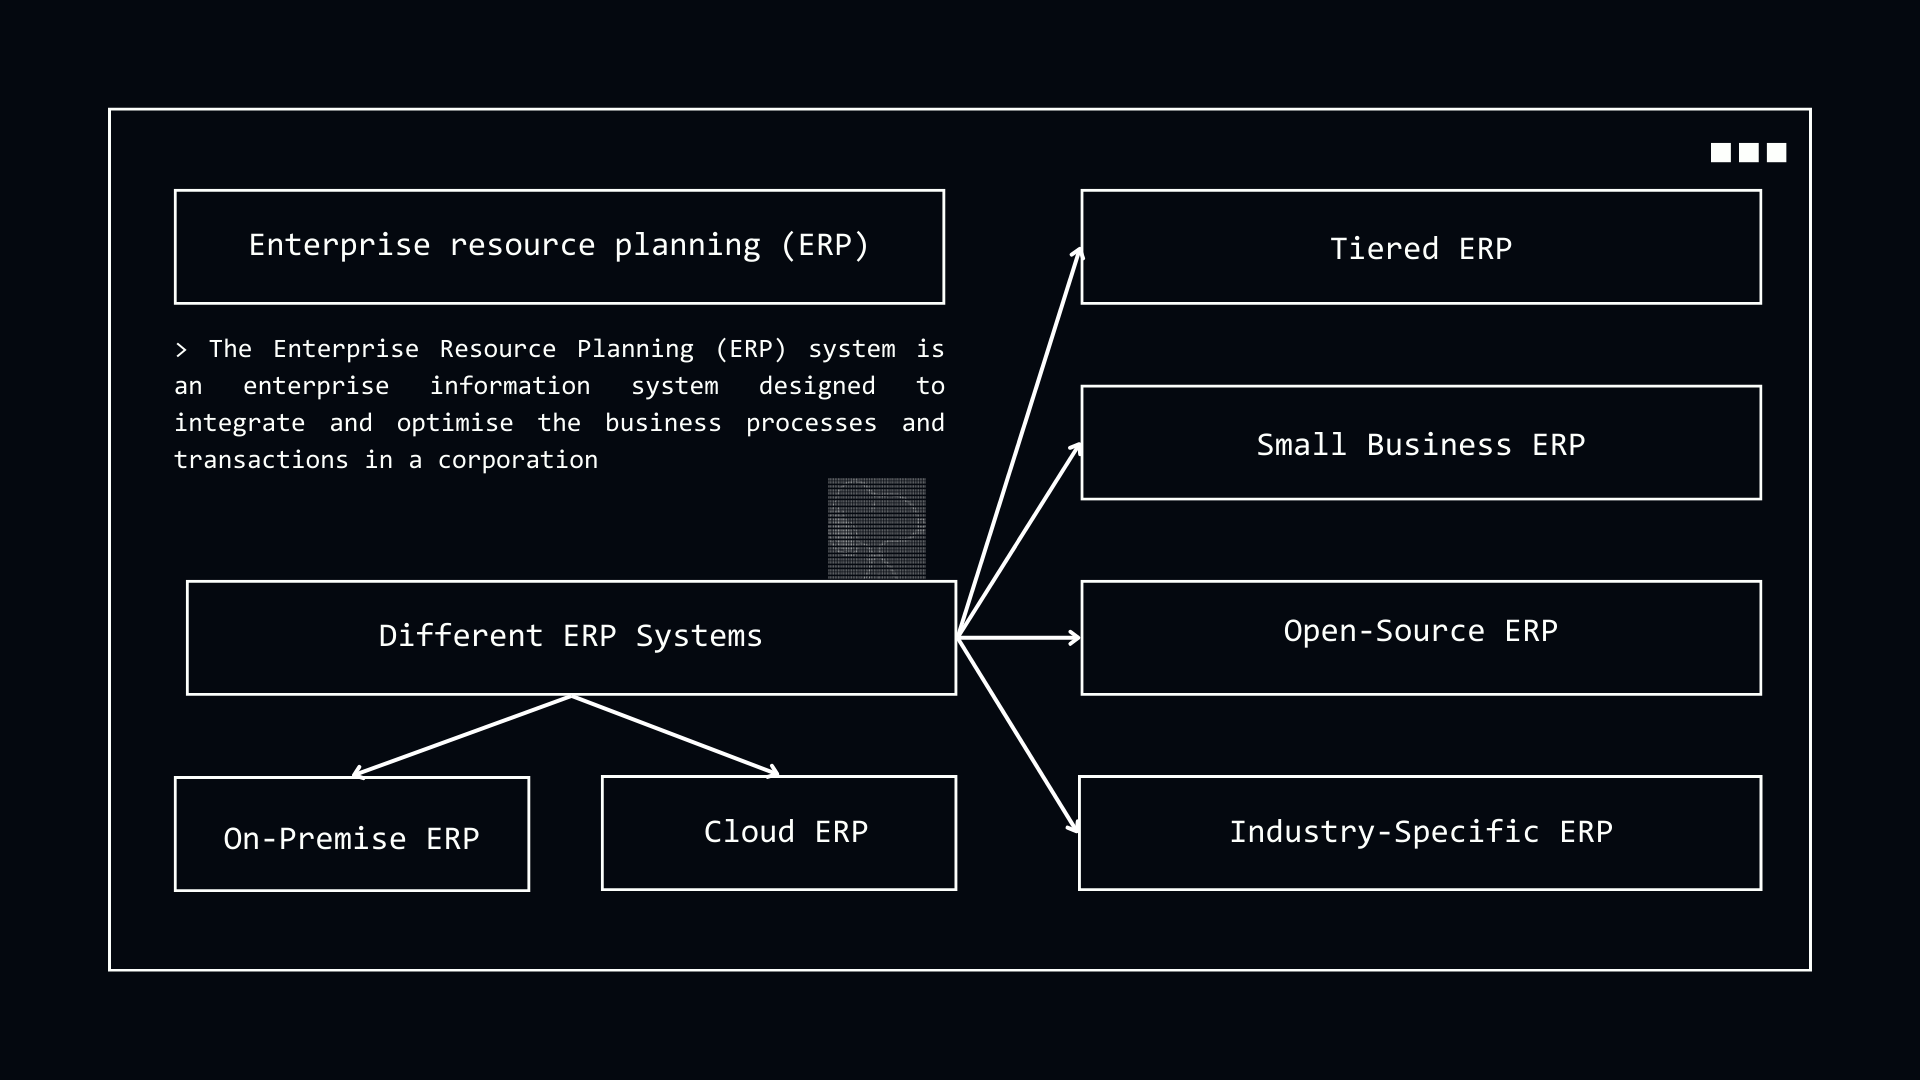 Enterprise resource planning (ERP)
> The Enterprise Resource Planning (ERP) system is
an enterprise information system designed to
integrate and optimise the business processes and
transactions in a corporation
Different ERP Systems
On-Premise ERP
Cloud ERP
Tiered ERP
Small Business ERP
Open-Source ERP
Industry-Specific ERP